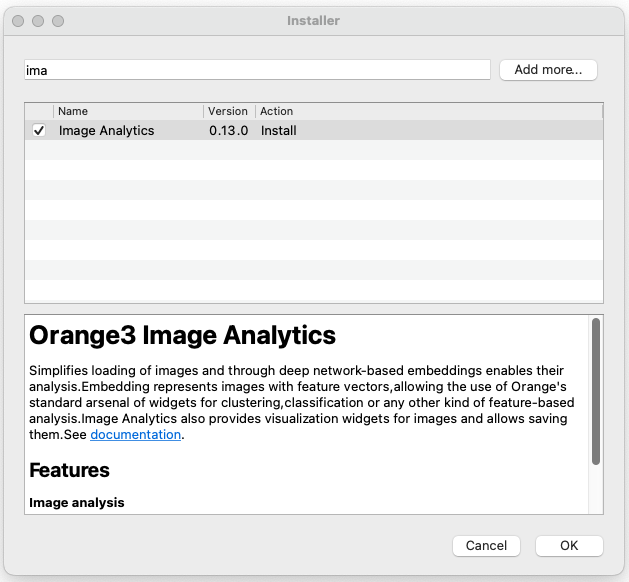 Installer
ima
Add more...
Name Version Action
Image Analytics 0.13.0 Install
Orange3 Image Analytics
Simplifies loading of images and through deep network-based embeddings enables their
analysis.Embedding represents images with feature vectors,allowing the use of Orange's
standard arsenal of widgets for clustering,classification or any other kind of feature-based
analysis.Image Analytics also provides visualization widgets for images and allows saving
them.See documentation.
Features
Image analysis
Cancel OK